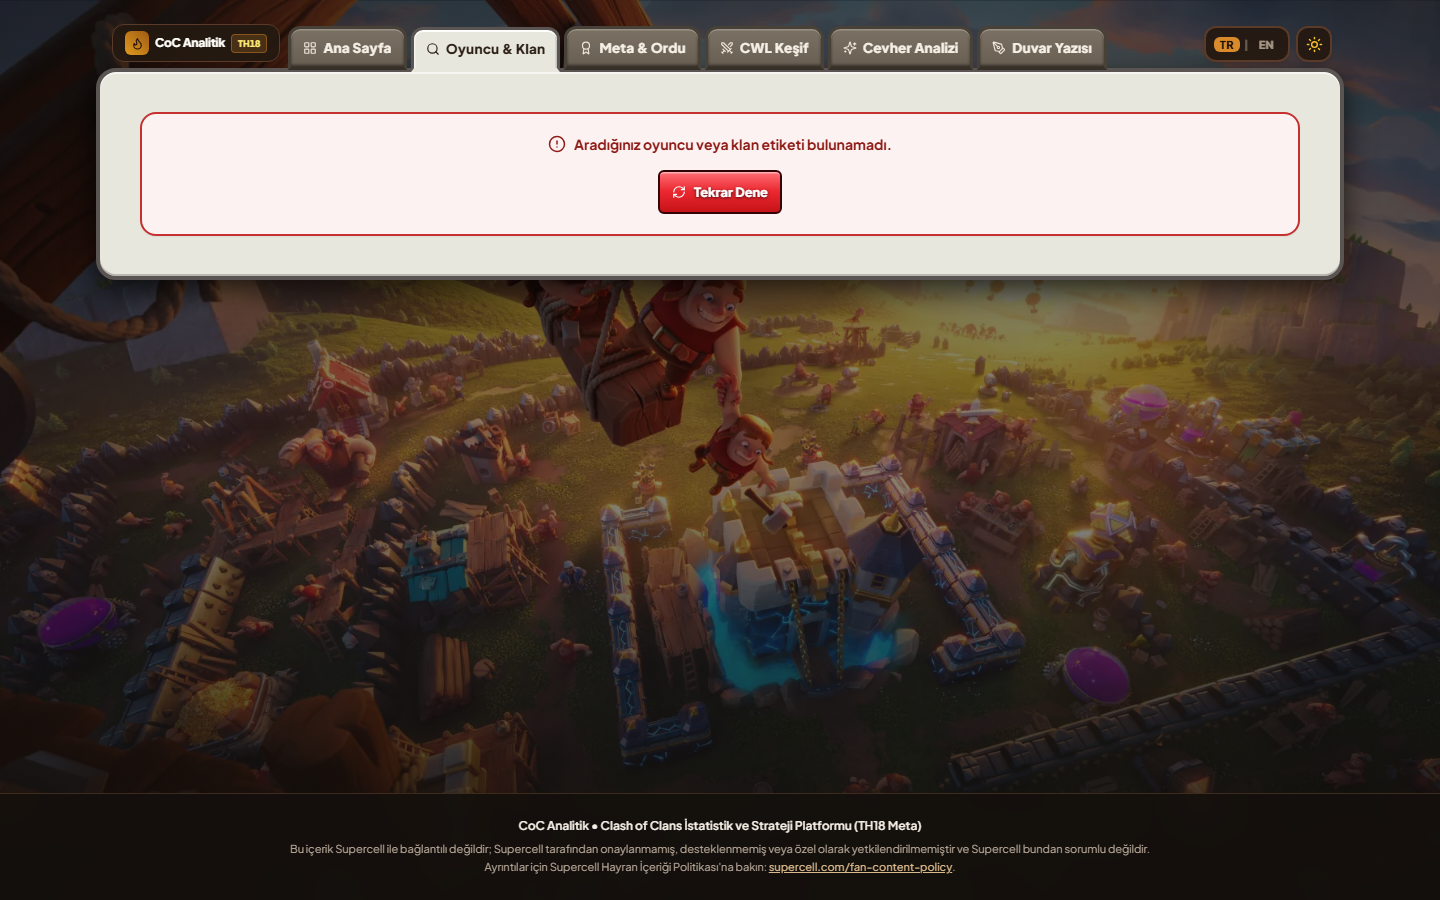 CoC Analitik TH18
Ana Sayfa
Oyuncu & Klan
Meta & Ordu
CWL Keşif
Cevher Analizi
Duvar Yazısı
TR | EN
Aradığınız oyuncu veya klan etiketi bulunamadı.
Tekrar Dene
CoC Analitik • Clash of Clans İstatistik ve Strateji Platformu (TH18 Meta)
Bu içerik Supercell ile bağlantılı değildir; Supercell tarafından onaylanmamış, desteklenmemiş veya özel olarak yetkilendirilmemiştir ve Supercell bundan sorumlu değildir.
Ayrıntılar için Supercell Hayran İçeriği Politikası'na bakın: supercell.com/fan-content-policy.